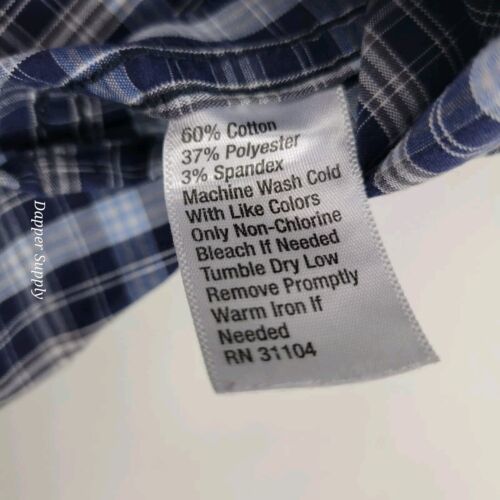 60% Cotton
37% Polyester
3% Spandex
Machine Wash Cold
With Like Colors
Only Non-Chlorine
Bleach If Needed
Tumble Dry Low
Remove Promptly
Warm Iron If
Needed
RN 31104
Dapper Supply